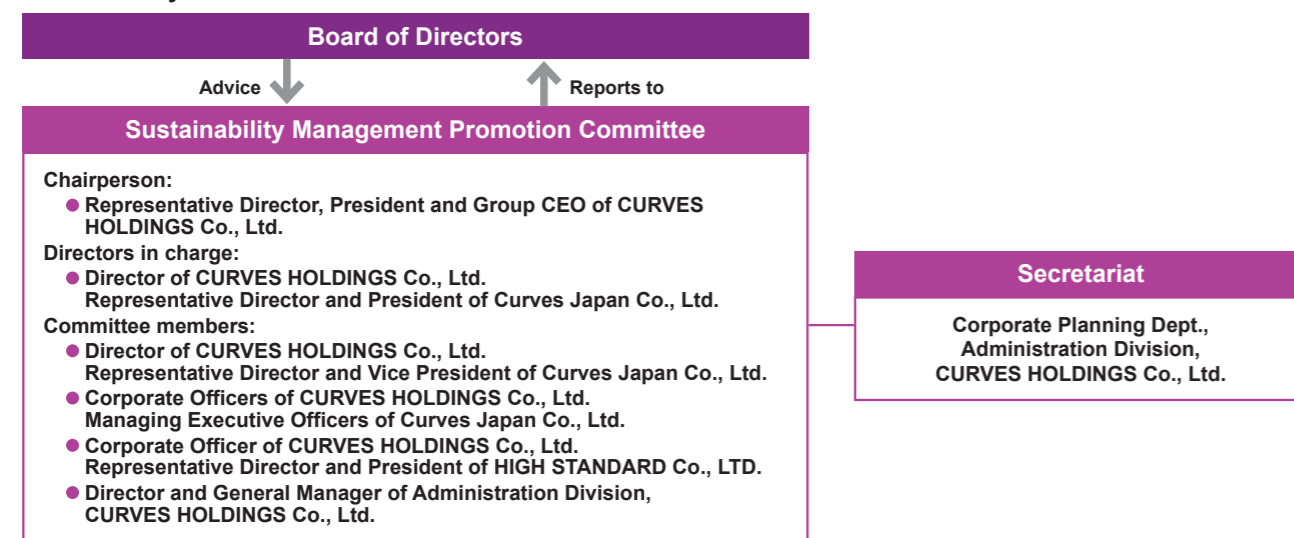 Board of Directors
Advice
Reports to
Sustainability Management Promotion Committee
Chairperson:
● Representative Director, President and Group CEO of CURVES
HOLDINGS Co., Ltd.
Directors in charge:
● Director of CURVES HOLDINGS Co., Ltd.
Representative Director and President of Curves Japan Co., Ltd.
Committee members:
● Director of CURVES HOLDINGS Co., Ltd.
Representative Director and Vice President of Curves Japan Co., Ltd.
● Corporate Officers of CURVES HOLDINGS Co., Ltd.
Managing Executive Officers of Curves Japan Co., Ltd.
● Corporate Officer of CURVES HOLDINGS Co., Ltd.
Representative Director and President of HIGH STANDARD Co., LTD.
● Director and General Manager of Administration Division,
CURVES HOLDINGS Co., Ltd.
Secretariat
Corporate Planning Dept.,
Administration Division,
CURVES HOLDINGS Co., Ltd.